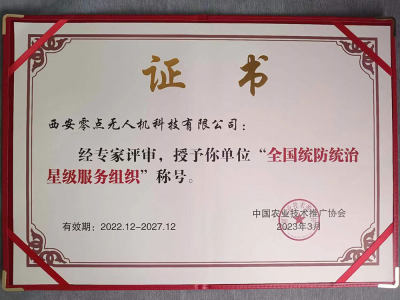 证书
西安零点无人机科技有限公司：
经专家评审，授予你单位“全国统防统治
星级服务组织”称号。
有效期：2022.12-2027.12
中国农业技术推广协会
2023年3月